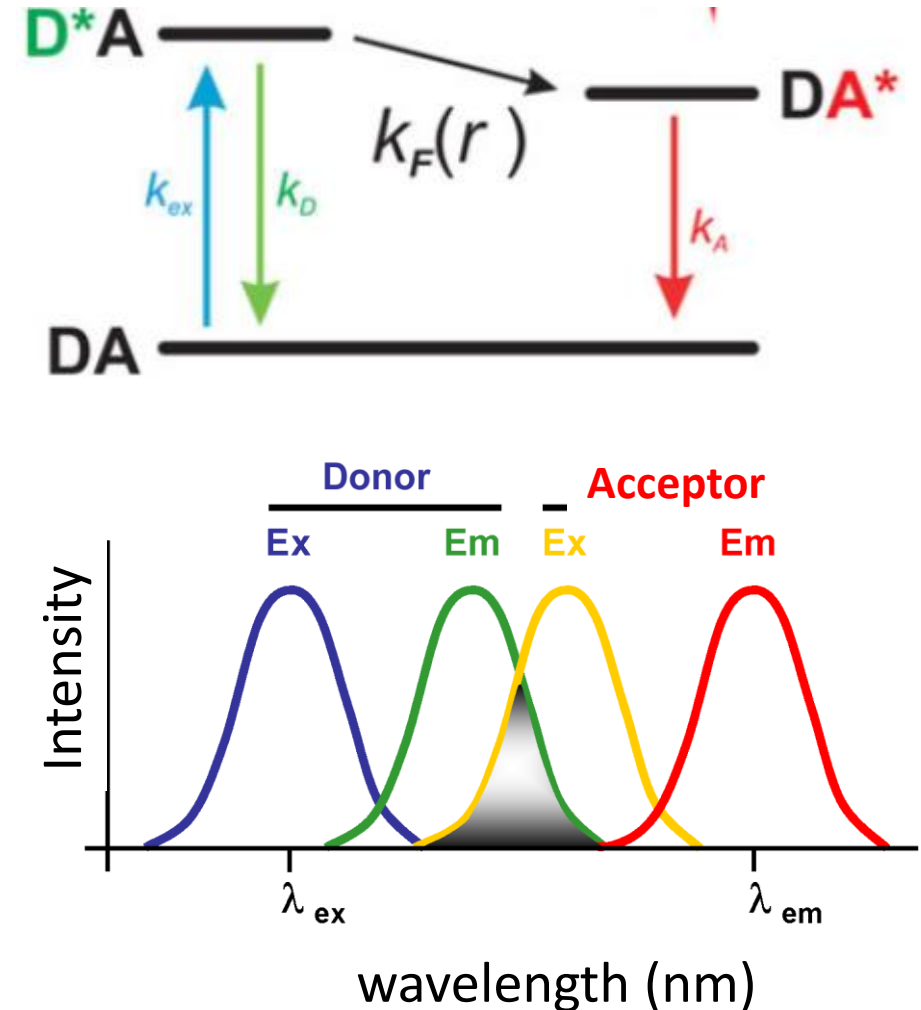 D*A
DA*
k_F(r)
k_ex
k_D
k_A
DA
Donor
Acceptor
Ex
Em
Ex
Em
Intensity
λ ex
λ em
wavelength (nm)